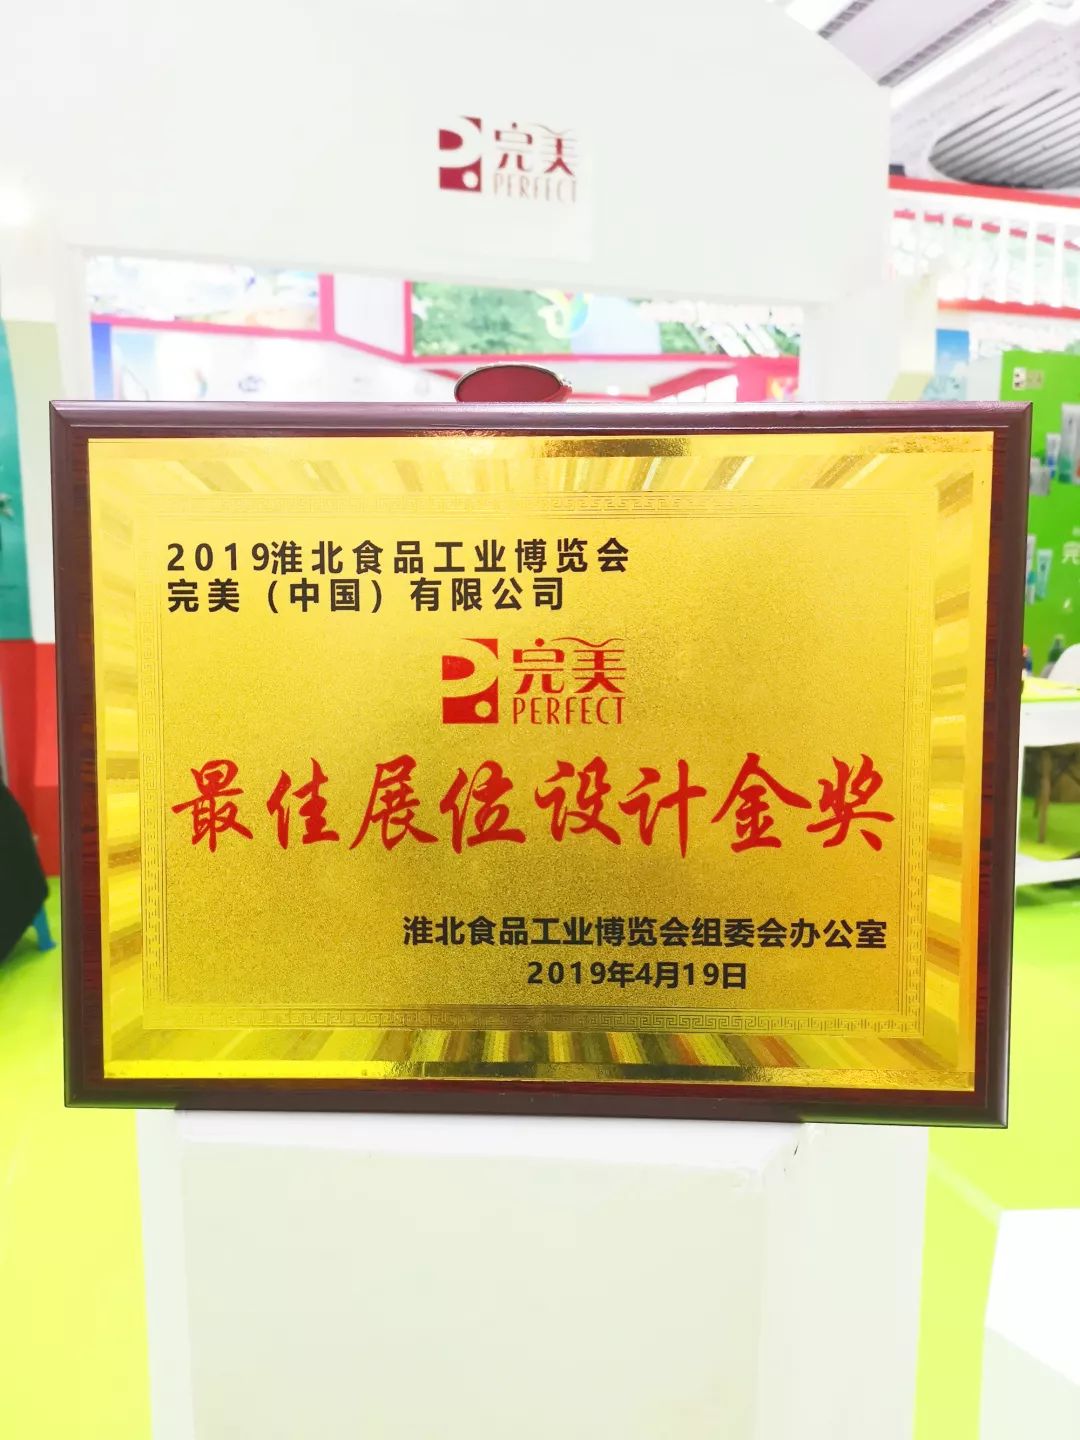 完美
PERFECT
2019淮北食品工业博览会
完美（中国）有限公司
完美
PERFECT
最佳展位设计金奖
淮北食品工业博览会组委会办公室
2019年4月19日